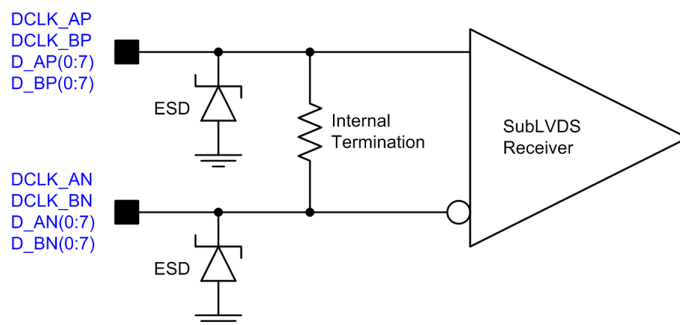 DCLK_AP
DCLK_BP
D_AP(0:7)
D_BP(0:7)
ESD
Internal
Termination
SubLVDS
Receiver
DCLK_AN
DCLK_BN
D_AN(0:7)
D_BN(0:7)
ESD